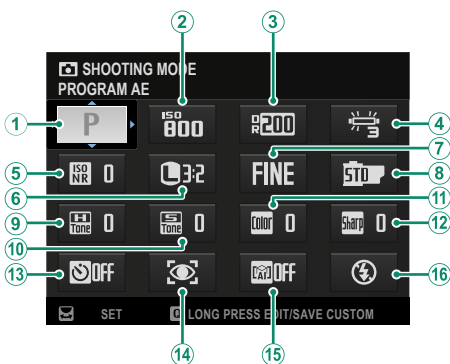 2 3
SHOOTING MODE
PROGRAM AE
1 P ISO 800 DR200 3 4
7
5 ISO NR 0 L 3:2 FINE STD 8
6 11
9 H Tone 0 S Tone 0 Color 0 Sharp 0 12
10
13 OFF AF OFF 16
SET Q LONG PRESS EDIT/SAVE CUSTOM
14 15